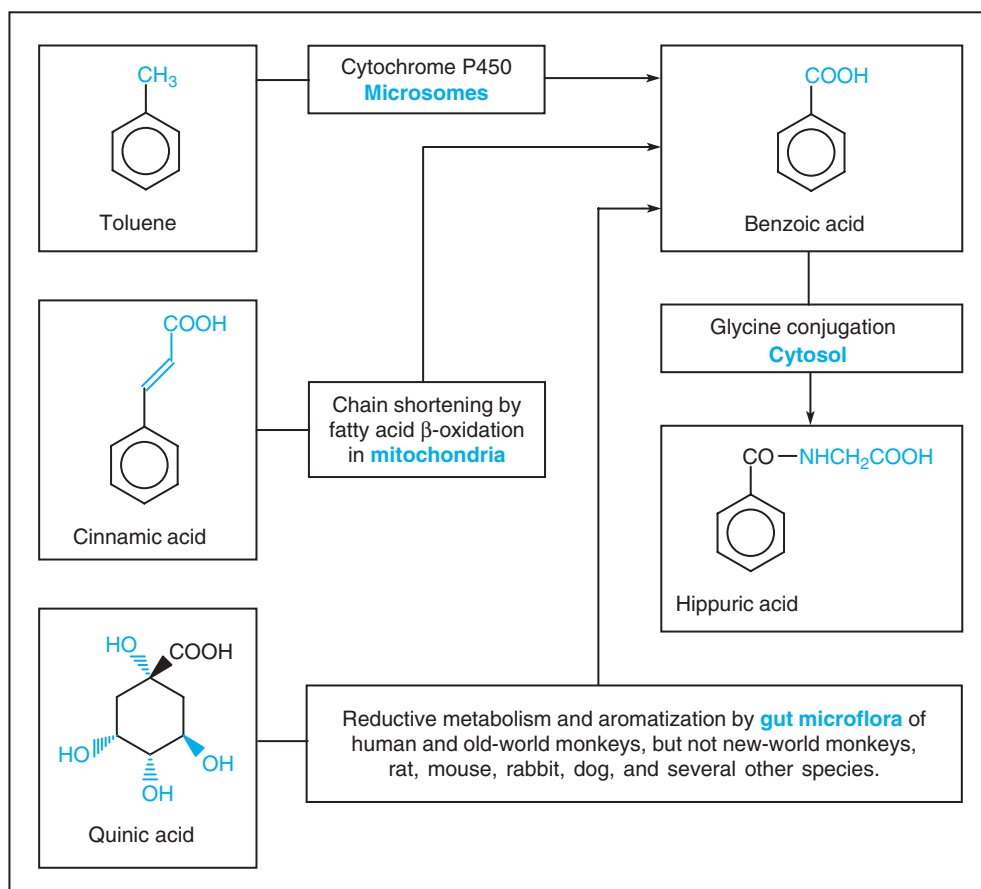 CH₃
Toluene
Cytochrome P450
Microsomes
COOH
Benzoic acid
COOH
Cinnamic acid
Chain shortening by
fatty acid β-oxidation
in mitochondria
Glycine conjugation
Cytosol
CO—NHCH₂COOH
Hippuric acid
HO
COOH
HO
OH
OH
Quinic acid
Reductive metabolism and aromatization by gut microflora of
human and old-world monkeys, but not new-world monkeys,
rat, mouse, rabbit, dog, and several other species.